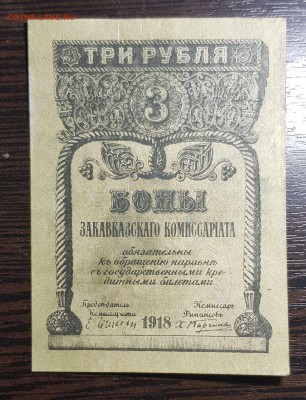 ТРИ РУБЛЯ
3
БОНЫ
ЗАКАВКАЗСКАГО КОМИССАРІАТА
обязательны
къ обращенію наравнѣ
съ государственными кре-
дитными билетами
Предсѣдатель Комиссаръ
Комиссаріата Финансовъ
1918